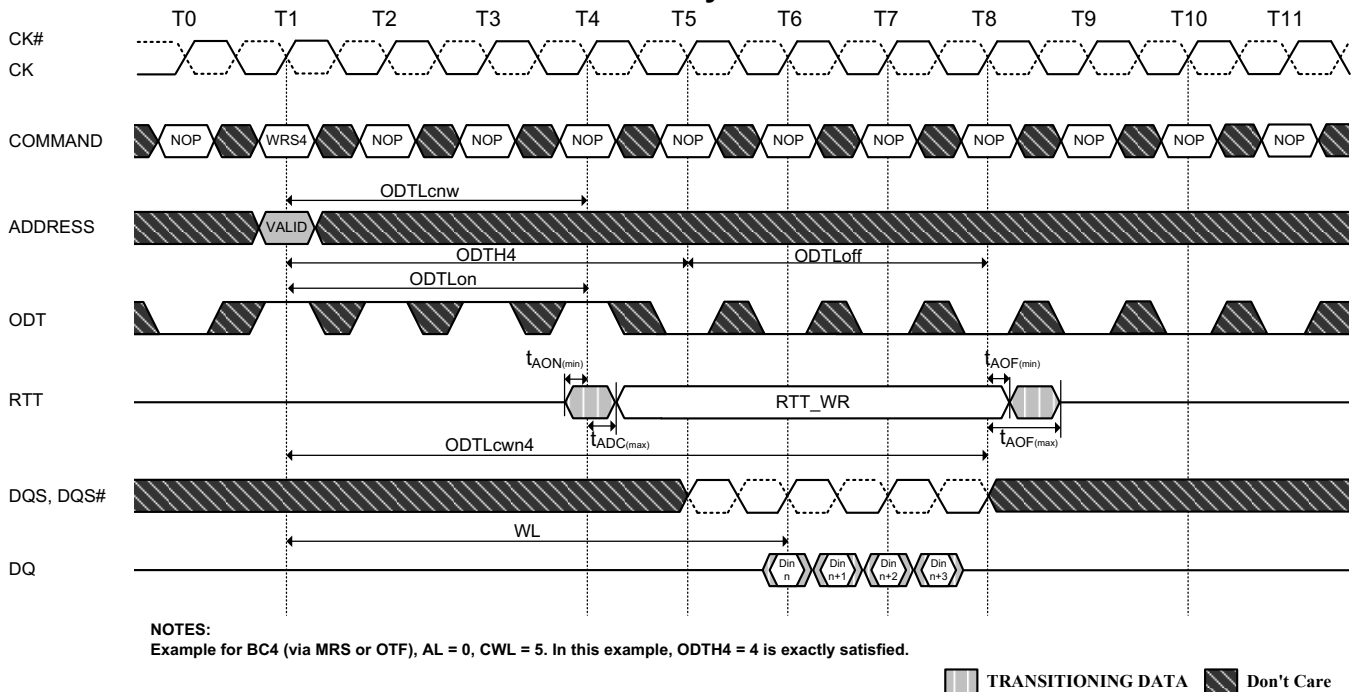 T0 T1 T2 T3 T4 T5 T6 T7 T8 T9 T10 T11
CK#
CK
COMMAND NOP WRS4 NOP NOP NOP NOP NOP NOP NOP NOP NOP NOP
ODTLcnw
ADDRESS VALID
ODTH4 ODTLoff
ODTLon
ODT
tAON(min) tAOF(min)
RTT RTT_WR
tADC(max) tAOF(max)
ODTLcwn4
DQS, DQS#
WL
DQ Din n Din n+1 Din n+2 Din n+3
NOTES:
Example for BC4 (via MRS or OTF), AL = 0, CWL = 5. In this example, ODTH4 = 4 is exactly satisfied.
TRANSITIONING DATA Don't Care